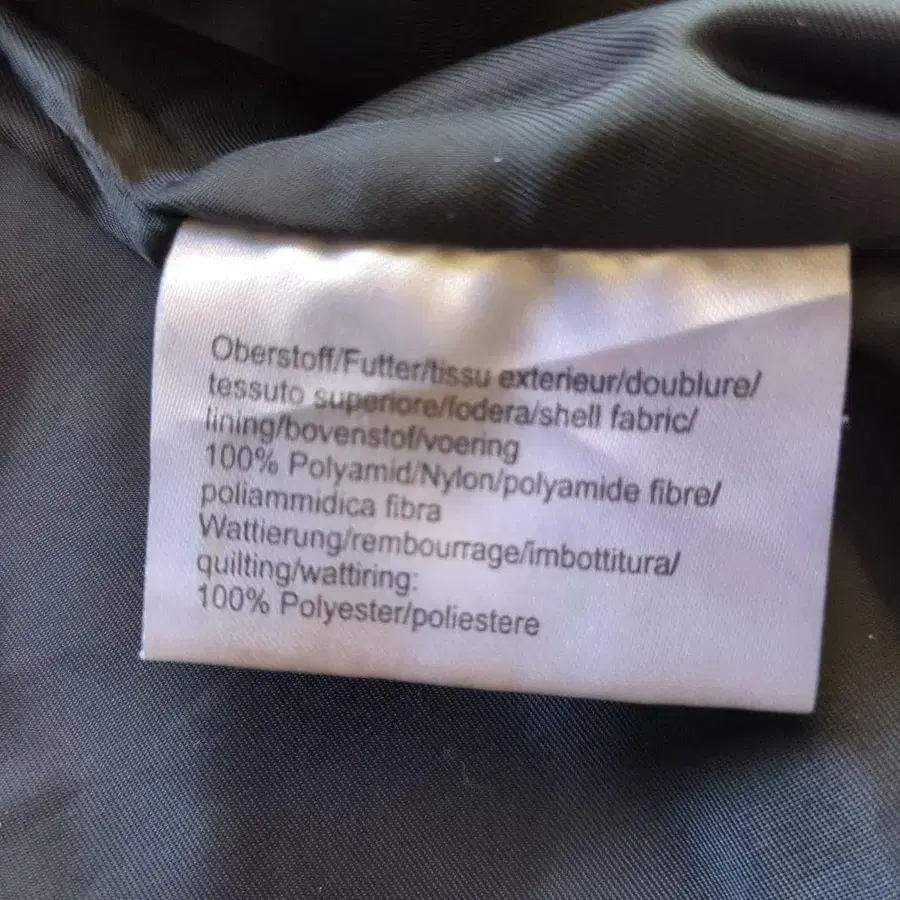 Oberstoff/Futter/tissu exterieur/doublure/
tessuto superiore/fodera/shell fabric/
lining/bovenstof/voering
100% Polyamid/Nylon/polyamide fibre/
poliammidica fibra
Wattierung/rembourrage/imbottitura/
quilting/wattiring:
100% Polyester/poliestere